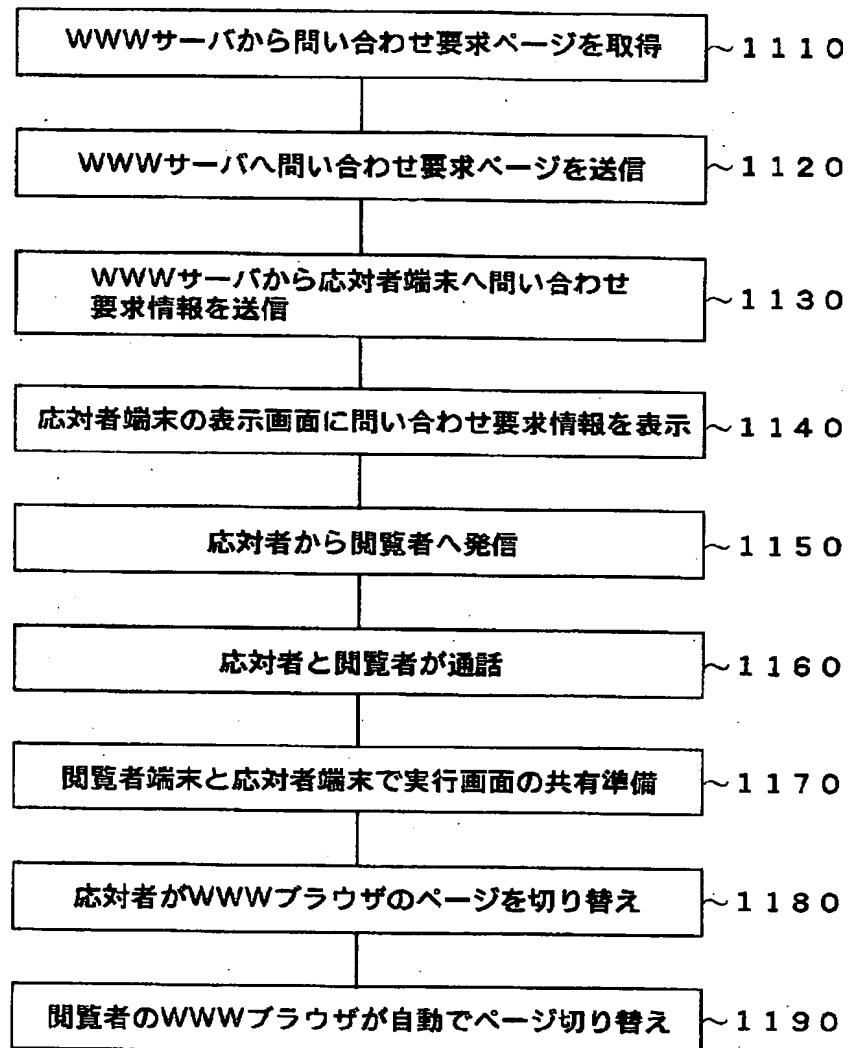 WWWサーバから問い合わせ要求ページを取得 ~1110
WWWサーバへ問い合わせ要求ページを送信 ~1120
WWWサーバから応対者端末へ問い合わせ
要求情報を送信 ~1130
応対者端末の表示画面に問い合わせ要求情報を表示 ~1140
応対者から閲覧者へ発信 ~1150
応対者と閲覧者が通話 ~1160
閲覧者端末と応対者端末で実行画面の共有準備 ~1170
応対者がWWWブラウザのページを切り替え ~1180
閲覧者のWWWブラウザが自動でページ切り替え ~1190